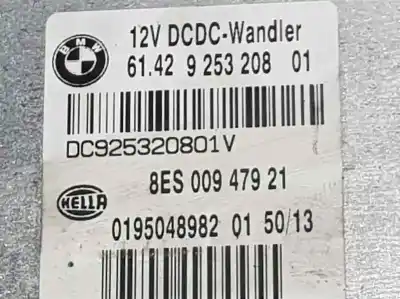 BMW
12V DCDC-Wandler
61.42 9 253 208 01
DC925320801V
8ES 009 479 21
HELLA
0195048982 01 50/13